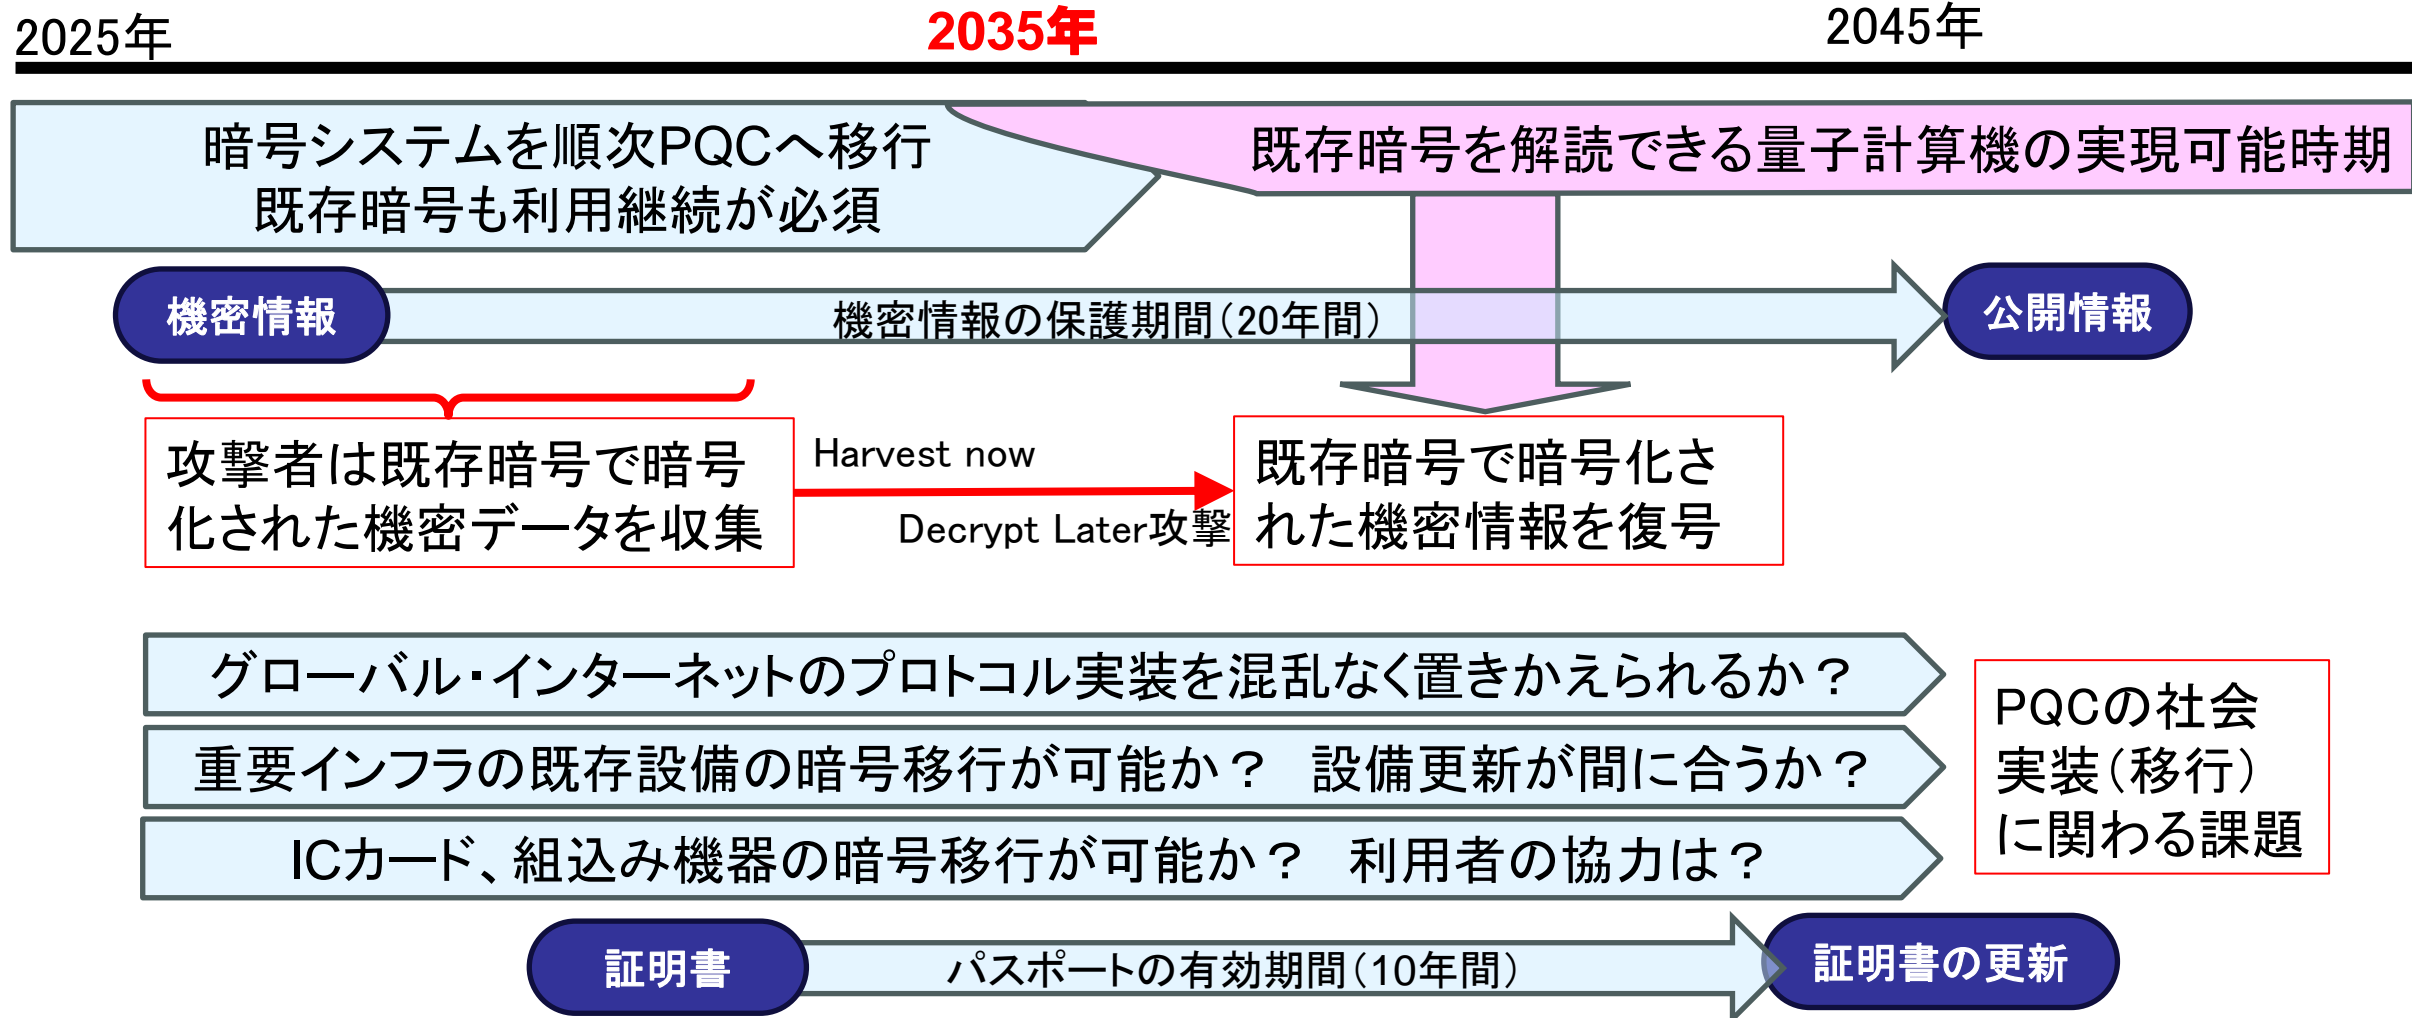 2025年
2035年
2045年
暗号システムを順次PQCへ移行
既存暗号も利用継続が必須
既存暗号を解読できる量子計算機の実現可能時期
機密情報
機密情報の保護期間（20年間）
公開情報
攻撃者は既存暗号で暗号
化された機密データを収集
Harvest now
Decrypt Later攻撃
既存暗号で暗号化さ
れた機密情報を復号
グローバル・インターネットのプロトコル実装を混乱なく置きかえられるか？
重要インフラの既存設備の暗号移行が可能か？　設備更新が間に合うか？
ICカード、組込み機器の暗号移行が可能か？　利用者の協力は？
PQCの社会
実装（移行）
に関わる課題
証明書
パスポートの有効期間（10年間）
証明書の更新